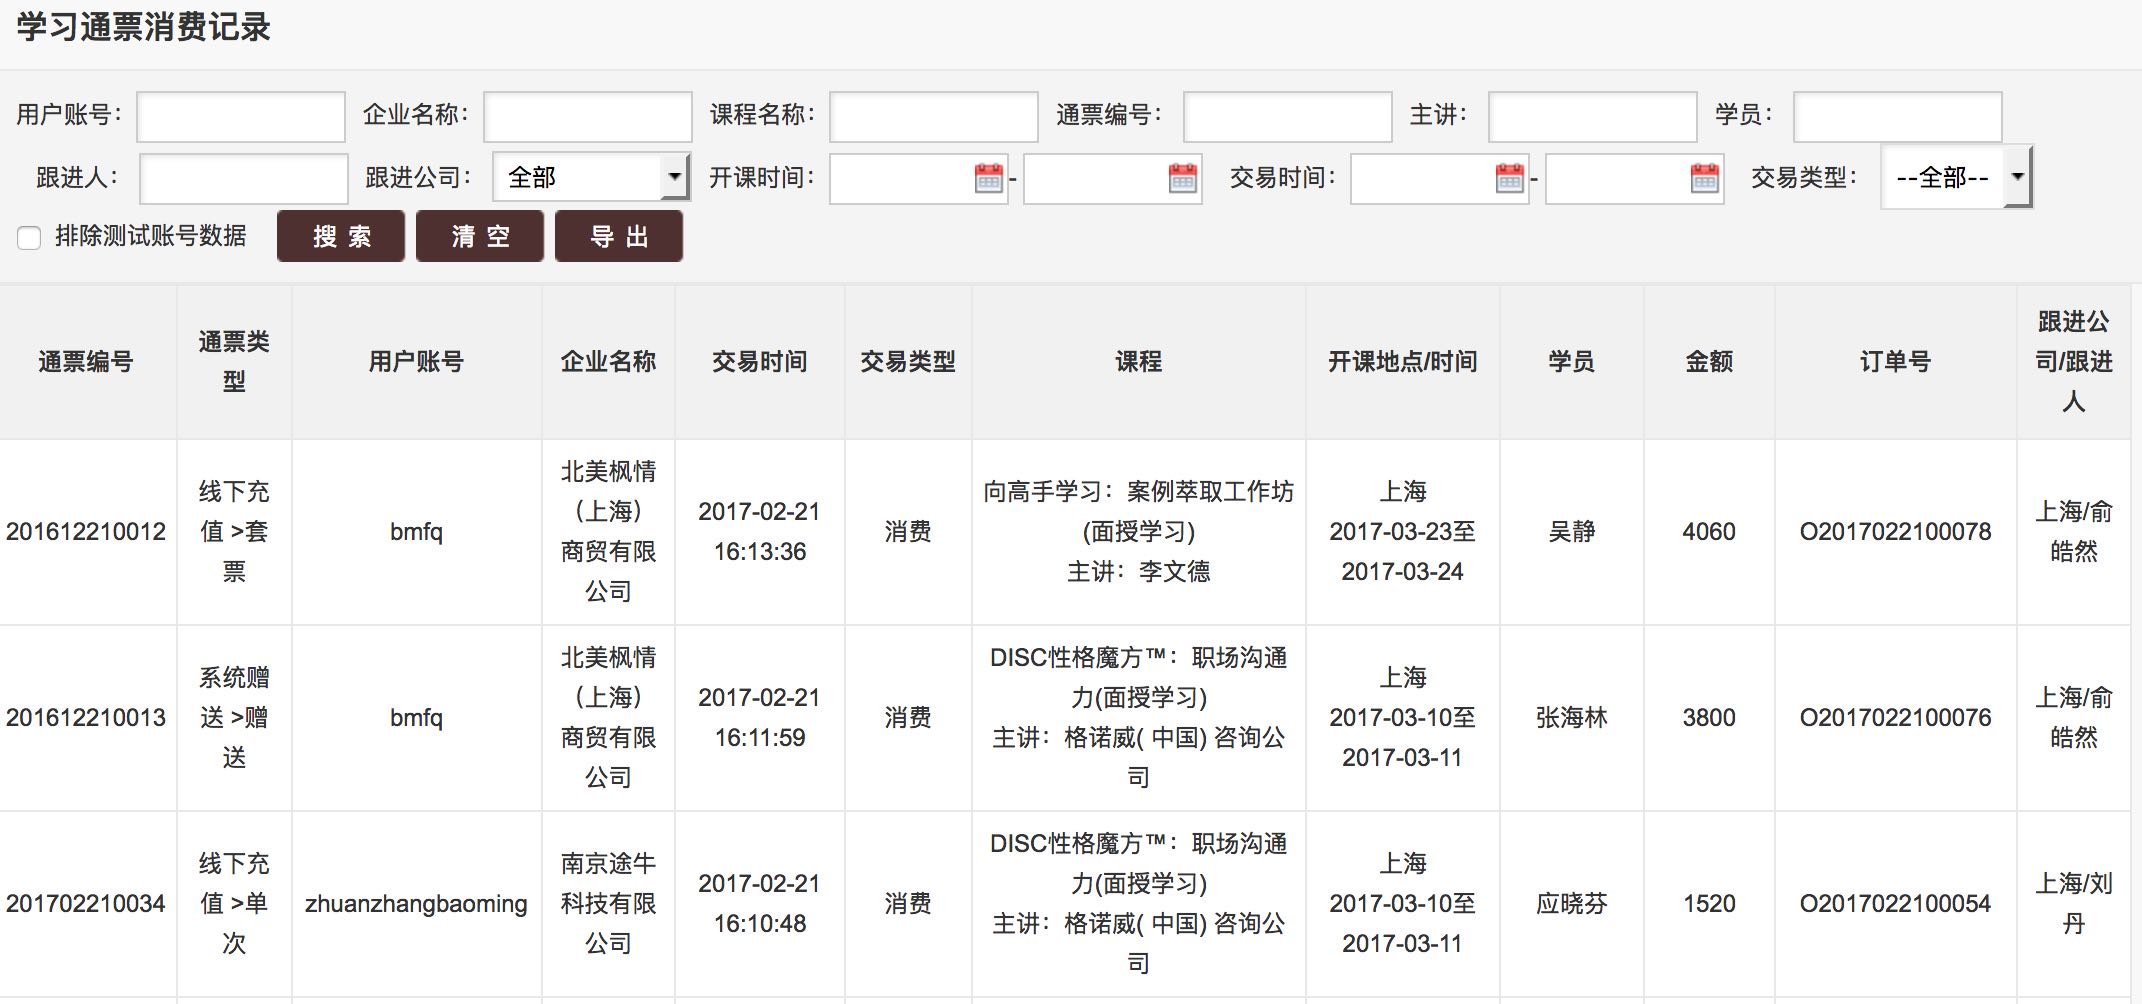 学习通票消费记录
用户账号： 企业名称： 课程名称： 通票编号： 主讲： 学员：
跟进人： 跟进公司： 全部 开课时间： - 交易时间： - 交易类型： --全部--
排除测试账号数据 搜 索 清 空 导 出
通票编号
通票类
型
用户账号
企业名称
交易时间
交易类型
课程
开课地点/时间
学员
金额
订单号
跟进公
司/跟进
人
201612210012
线下充
值 >套
票
bmfq
北美枫情
（上海）
商贸有限
公司
2017-02-21
16:13:36
消费
向高手学习：案例萃取工作坊
(面授学习)
主讲：李文德
上海
2017-03-23至
2017-03-24
吴静
4060
O2017022100078
上海/俞
皓然
201612210013
系统赠
送 >赠
送
bmfq
北美枫情
（上海）
商贸有限
公司
2017-02-21
16:11:59
消费
DISC性格魔方™：职场沟通
力(面授学习)
主讲：格诺威( 中国) 咨询公
司
上海
2017-03-10至
2017-03-11
张海林
3800
O2017022100076
上海/俞
皓然
201702210034
线下充
值 >单
次
zhuanzhangbaoming
南京途牛
科技有限
公司
2017-02-21
16:10:48
消费
DISC性格魔方™：职场沟通
力(面授学习)
主讲：格诺威( 中国) 咨询公
司
上海
2017-03-10至
2017-03-11
应晓芬
1520
O2017022100054
上海/刘
丹